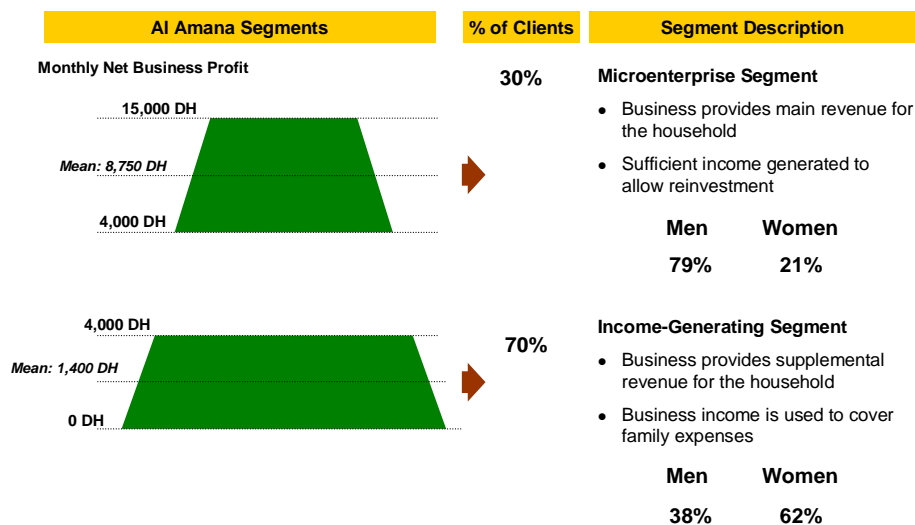 Al Amana Segments
% of Clients
Segment Description
Monthly Net Business Profit
15,000 DH
Mean: 8,750 DH
4,000 DH
30%
Microenterprise Segment
● Business provides main revenue for
the household
● Sufficient income generated to
allow reinvestment
Men Women
79% 21%
4,000 DH
Mean: 1,400 DH
0 DH
70%
Income-Generating Segment
● Business provides supplemental
revenue for the household
● Business income is used to cover
family expenses
Men Women
38% 62%